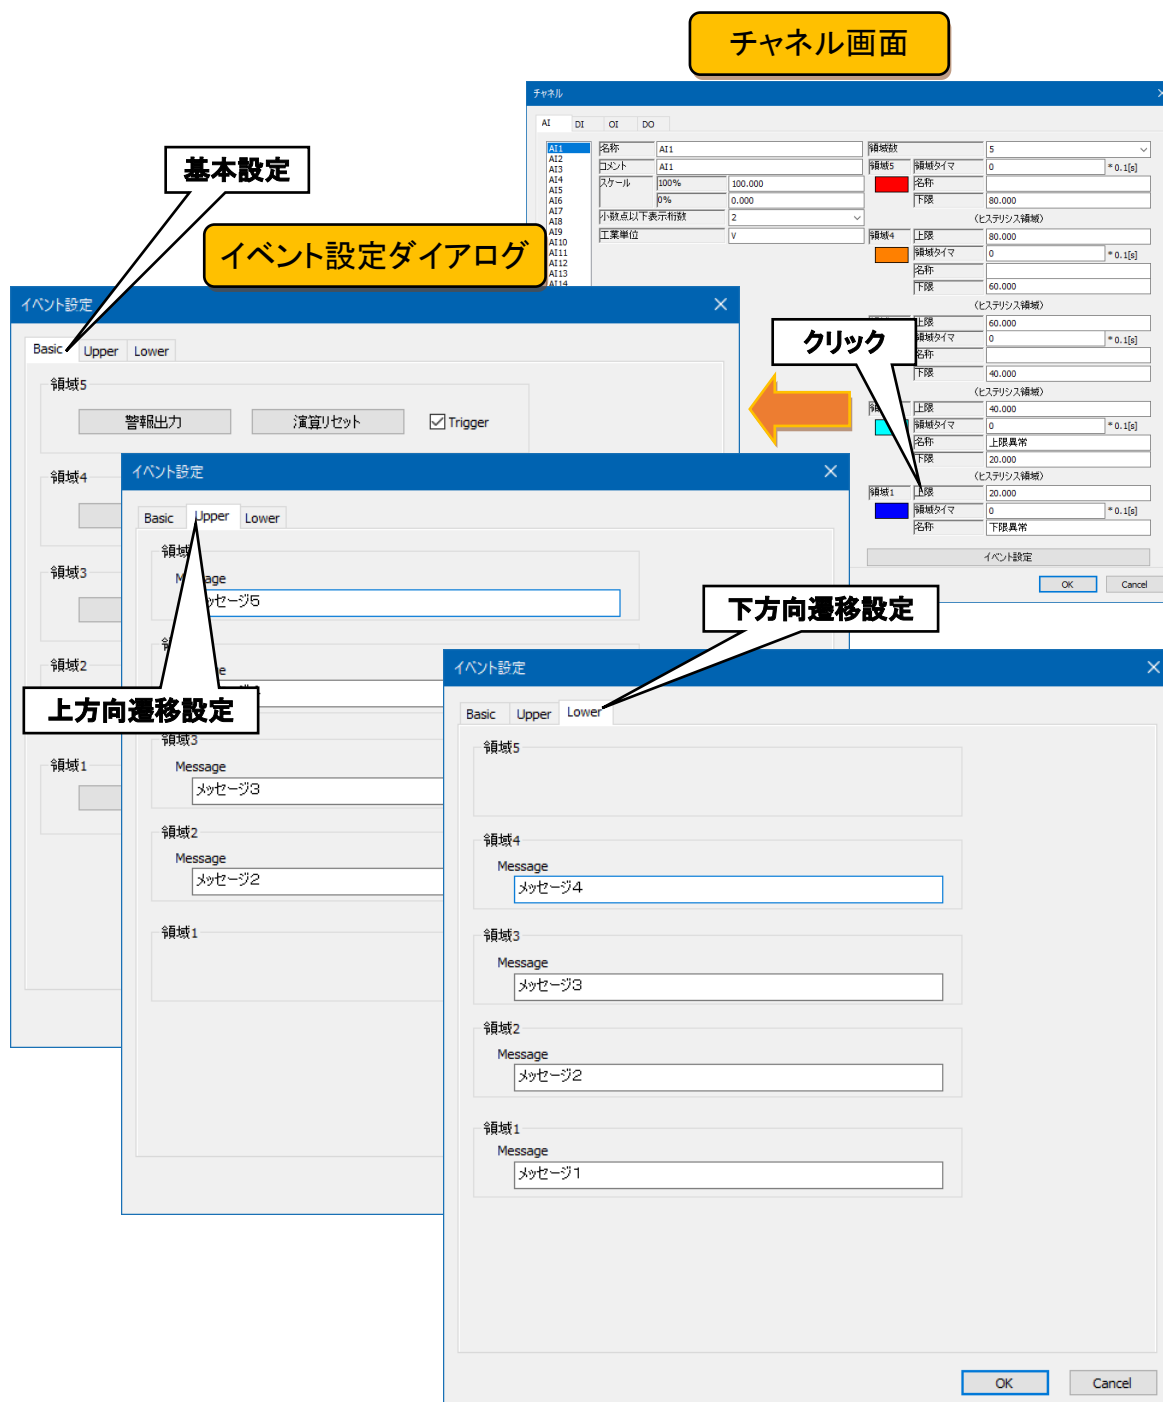 チャネル画面
チャネル
AI DI OI DO
AI1
AI2
AI3
AI4
AI5
AI6
AI7
AI8
AI9
AI10
AI11
AI12
AI13
AI14
名称 AI1
コメント AI1
スケール 100% 100.000
0% 0.000
小数点以下表示桁数 2
工業単位 V
領域数 5
領域5 領域タイマ 0 * 0.1[s]
名称
下限 80.000
(ヒステリシス領域)
領域4 上限 80.000
領域タイマ 0 * 0.1[s]
名称
下限 60.000
(ヒステリシス領域)
上限 60.000
領域タイマ 0 * 0.1[s]
名称
下限 40.000
(ヒステリシス領域)
上限 40.000
領域タイマ 0 * 0.1[s]
名称 上限異常
下限 20.000
(ヒステリシス領域)
領域1 上限 20.000
領域タイマ 0 * 0.1[s]
名称 下限異常
イベント設定
OK Cancel
クリック
基本設定
イベント設定ダイアログ
イベント設定
Basic Upper Lower
領域5
警報出力 演算リセット Trigger
領域4
領域3
領域2
領域1
上方向遷移設定
イベント設定
Basic Upper Lower
領域
メッセージ5
領域3
Message
メッセージ3
領域2
Message
メッセージ2
領域1
下方向遷移設定
イベント設定
Basic Upper Lower
領域5
領域4
Message
メッセージ4
領域3
Message
メッセージ3
領域2
Message
メッセージ2
領域1
Message
メッセージ1
OK Cancel